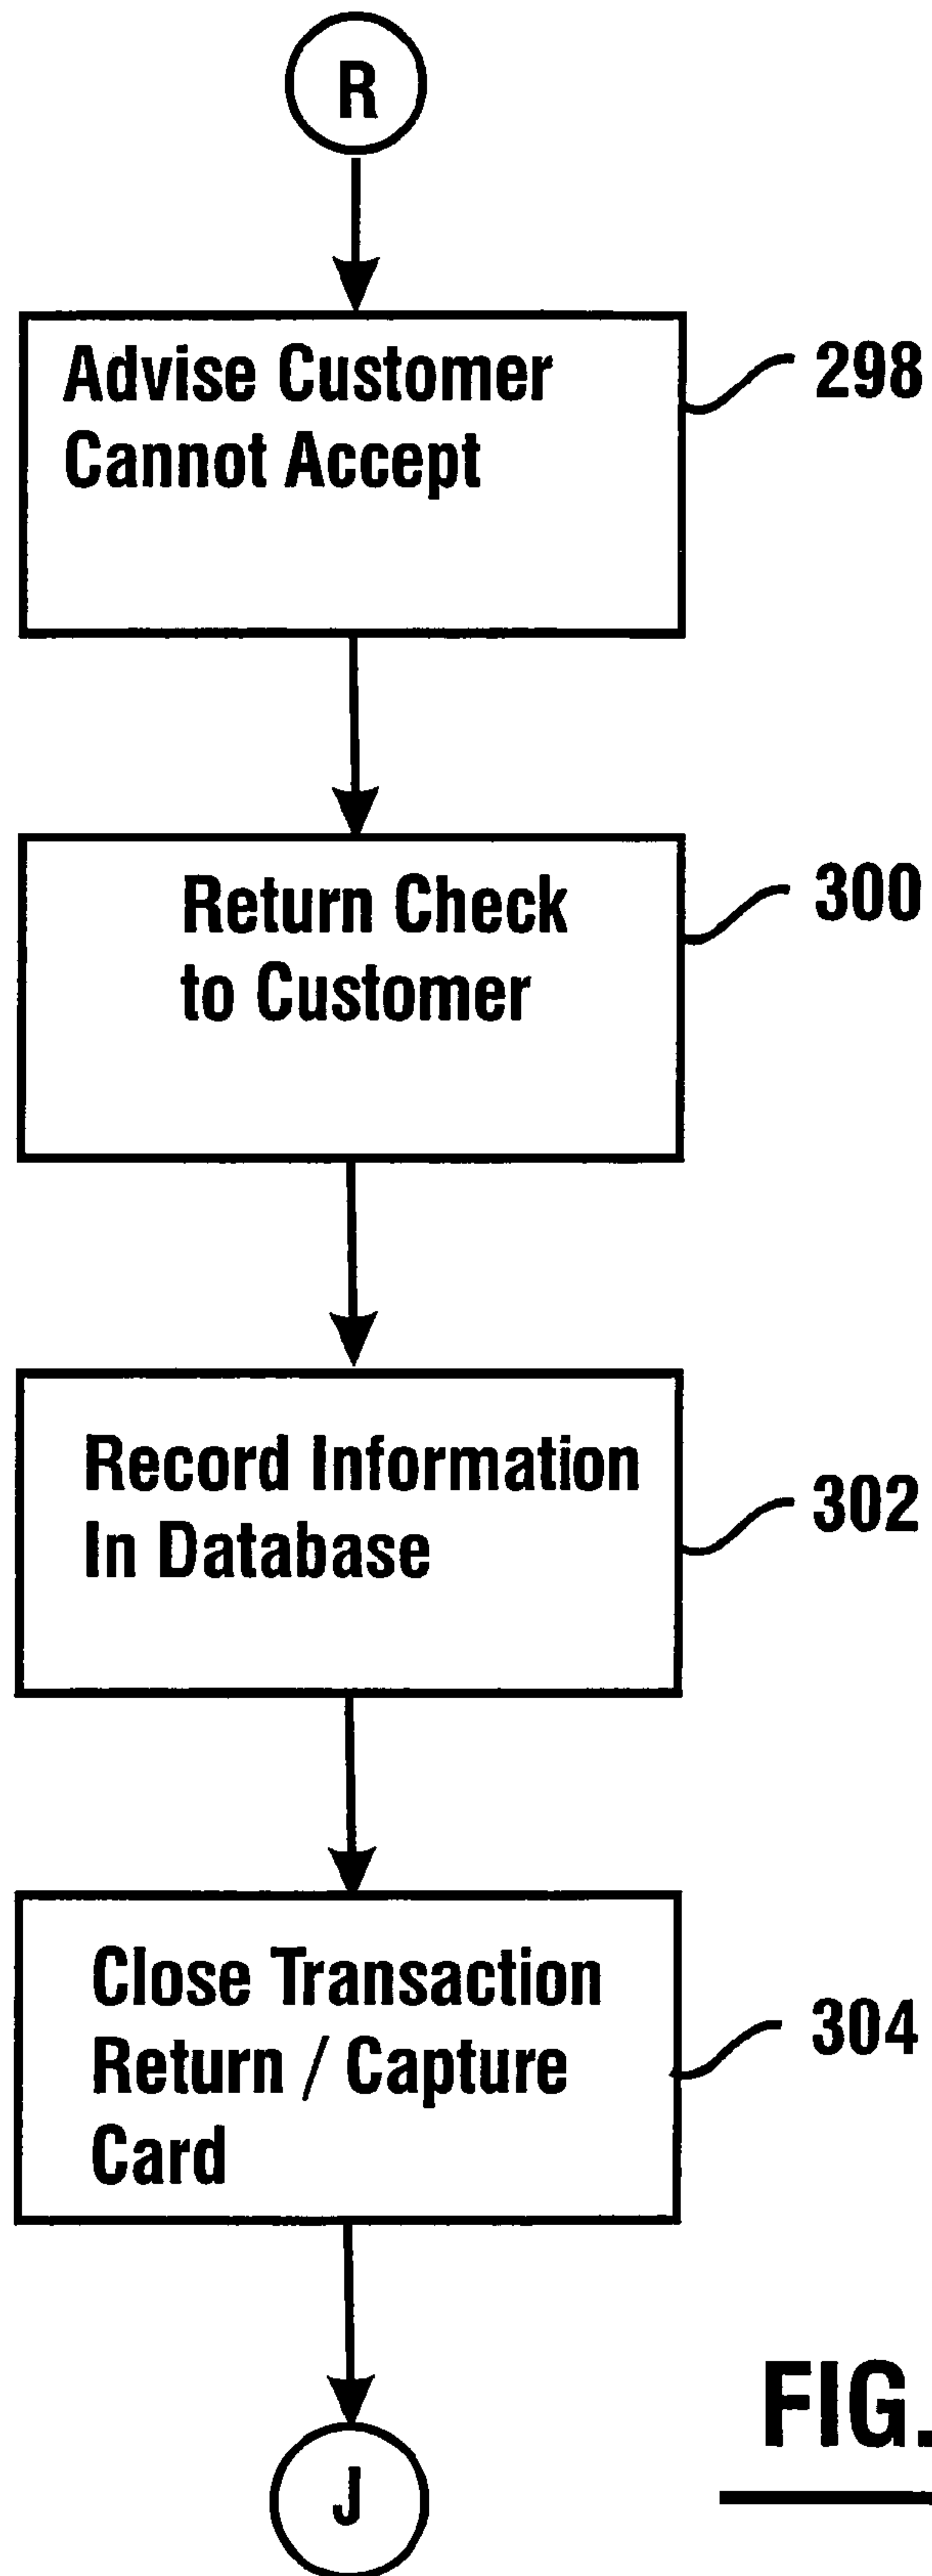 R
Advise Customer
Cannot Accept
298
Return Check
to Customer
300
Record Information
In Database
302
Close Transaction
Return / Capture
Card
304
FIG.
J